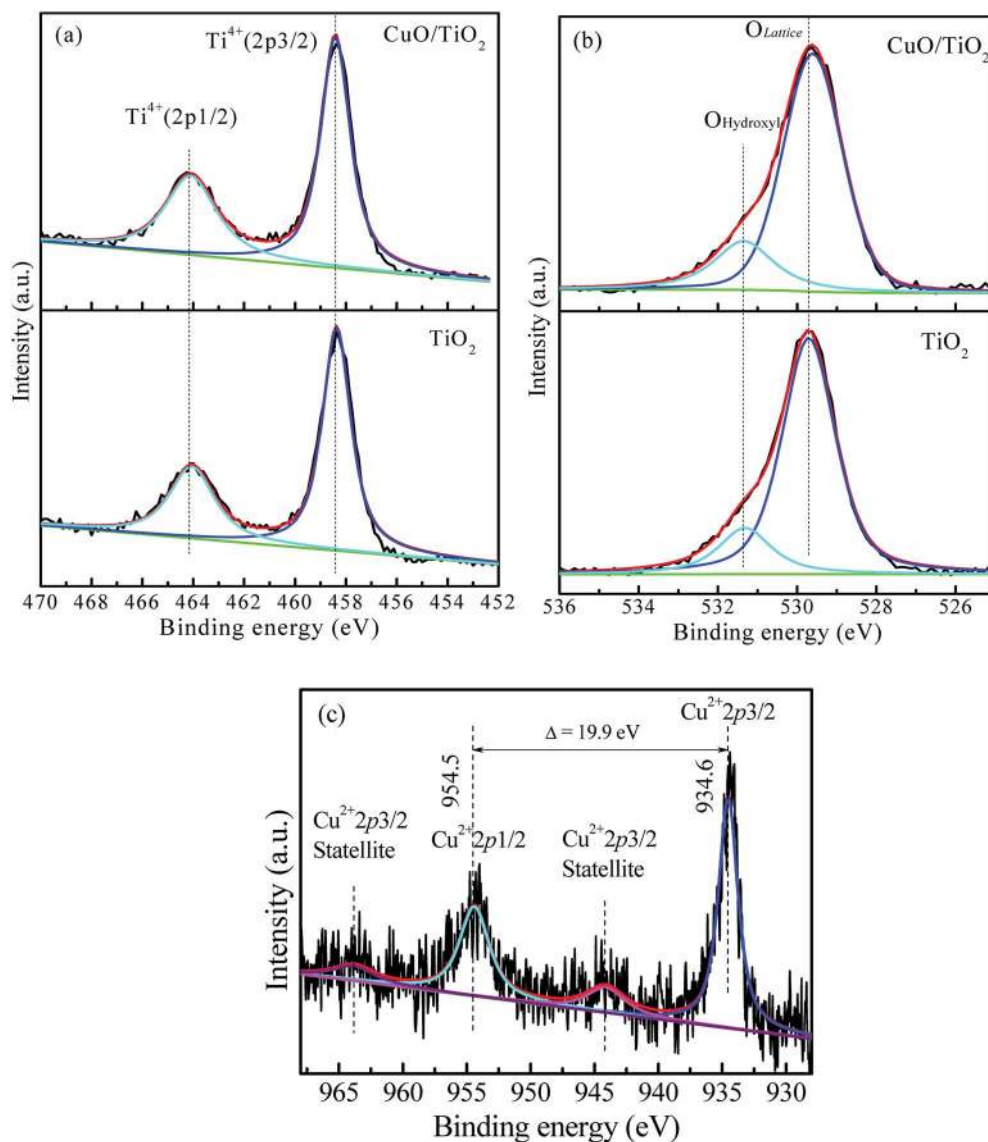 (a)
Ti⁴⁺(2p3/2)
CuO/TiO₂
Ti⁴⁺(2p1/2)
TiO₂
Intensity (a.u.)
470 468 466 464 462 460 458 456 454 452
Binding energy (eV)
(b)
OLattice
CuO/TiO₂
OHydroxyl
TiO₂
Intensity (a.u.)
536 534 532 530 528 526
Binding energy (eV)
(c)
Cu²⁺2p3/2
Δ = 19.9 eV
954.5
934.6
Cu²⁺2p3/2
Statellite
Cu²⁺2p1/2
Cu²⁺2p3/2
Statellite
Intensity (a.u.)
965 960 955 950 945 940 935 930
Binding energy (eV)